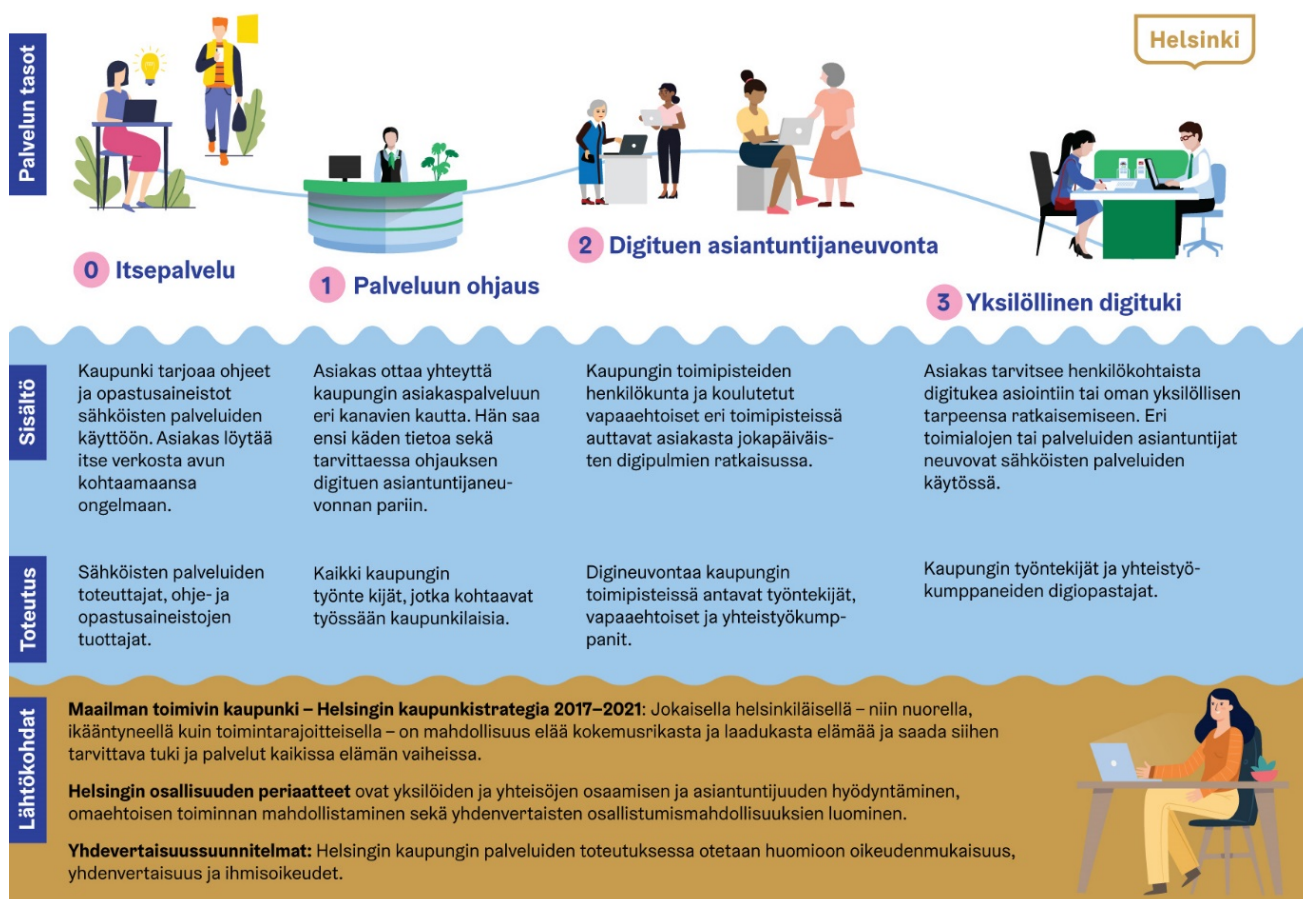 Helsinki
Palvelun tasot
0 Itsepalvelu
1 Palveluun ohjaus
2 Digituen asiantuntijaneuvonta
3 Yksilöllinen digituki
Sisältö
Kaupunki tarjoaa ohjeet
ja opastusaineistot
sähköisten palveluiden
käyttöön. Asiakas löytää
itse verkosta avun
kohtaamaansa
ongelmaan.
Asiakas ottaa yhteyttä
kaupungin asiakaspalveluun
eri kanavien kautta. Hän saa
ensi käden tietoa sekä
tarvittaessa ohjauksen
digituen asiantuntijaneu-
vonnan pariin.
Kaupungin toimipisteiden
henkilökunta ja koulutetut
vapaaehtoiset eri toimipisteissä
auttavat asiakasta jokapäiväis-
ten digipulmien ratkaisussa.
Asiakas tarvitsee henkilökohtaista
digitukea asiointiin tai oman yksilöllisen
tarpeensa ratkaisemiseen. Eri
toimialojen tai palveluiden asiantuntijat
neuvovat sähköisten palveluiden
käytössä.
Toteutus
Sähköisten palveluiden
toteuttajat, ohje- ja
opastusaineistojen
tuottajat.
Kaikki kaupungin
työnte kijät, jotka kohtaavat
työssään kaupunkilaisia.
Digineuvontaa kaupungin
toimipisteissä antavat työntekijät,
vapaaehtoiset ja yhteistyökump-
panit.
Kaupungin työntekijät ja yhteistyö-
kumppaneiden digiopastajat.
Lähtökohdat
Maailman toimivin kaupunki – Helsingin kaupunkistrategia 2017–2021: Jokaisella helsinkiläisellä – niin nuorella,
ikääntyneellä kuin toimintarajoitteisella – on mahdollisuus elää kokemusrikasta ja laadukasta elämää ja saada siihen
tarvittava tuki ja palvelut kaikissa elämän vaiheissa.
Helsingin osallisuuden periaatteet ovat yksilöiden ja yhteisöjen osaamisen ja asiantuntijuuden hyödyntäminen,
omaehtoisen toiminnan mahdollistaminen sekä yhdenvertaisten osallistumismahdollisuuksien luominen.
Yhdevertaisuussuunnitelmat: Helsingin kaupungin palveluiden toteutuksessa otetaan huomioon oikeudenmukaisuus,
yhdenvertaisuus ja ihmisoikeudet.